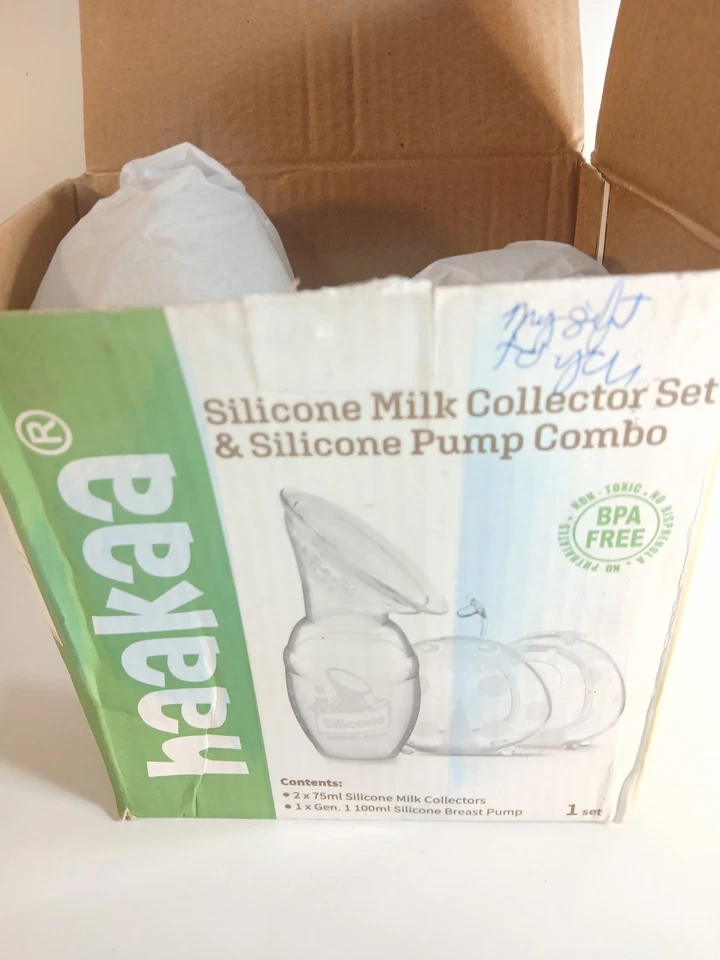 My gift
to you
Silicone Milk Collector Set
& Silicone Pump Combo
haakaa®
NON-TOXIC • NO BISPHENOL A • NO PHTHALATES •
BPA
FREE
Silicone
Contents:
• 2 x 75ml Silicone Milk Collectors
• 1 x Gen. 1 100ml Silicone Breast Pump
1 set